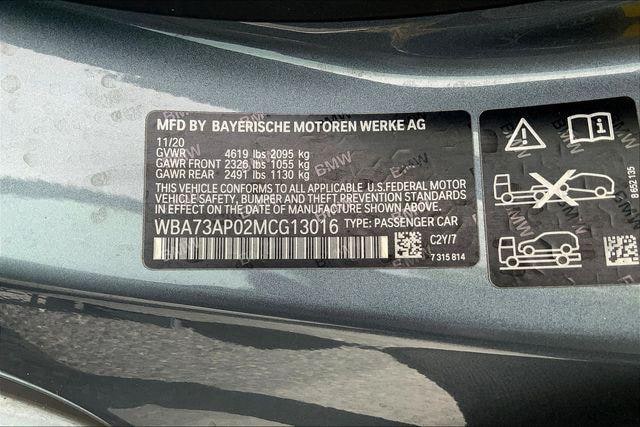 MFD BY BAYERISCHE MOTOREN WERKE AG
11/20
GVWR 4619 lbs 2095 kg
GAWR FRONT 2326 lbs 1055 kg
GAWR REAR 2491 lbs 1130 kg
THIS VEHICLE CONFORMS TO ALL APPLICABLE U.S.FEDERAL MOTOR
VEHICLE SAFETY, BUMPER AND THEFT PREVENTION STANDARDS
IN EFFECT ON THE DATE OF MANUFACTURE SHOWN ABOVE.
WBA73AP02MCG13016 TYPE: PASSENGER CAR
C2Y/7
7 315 814
8 652 135